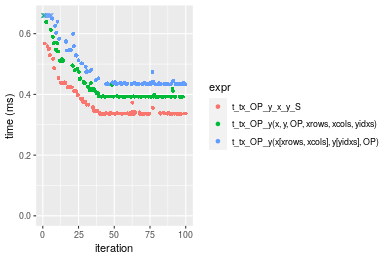 0.6
0.4
0.2
0.0
time (ms)
0
25
50
75
100
iteration
expr
t_tx_OP_y_x_y_S
t_tx_OP_y(x, y, OP, xrows, xcols, yidxs)
t_tx_OP_y(x[xrows, xcols], y[yidxs], OP)